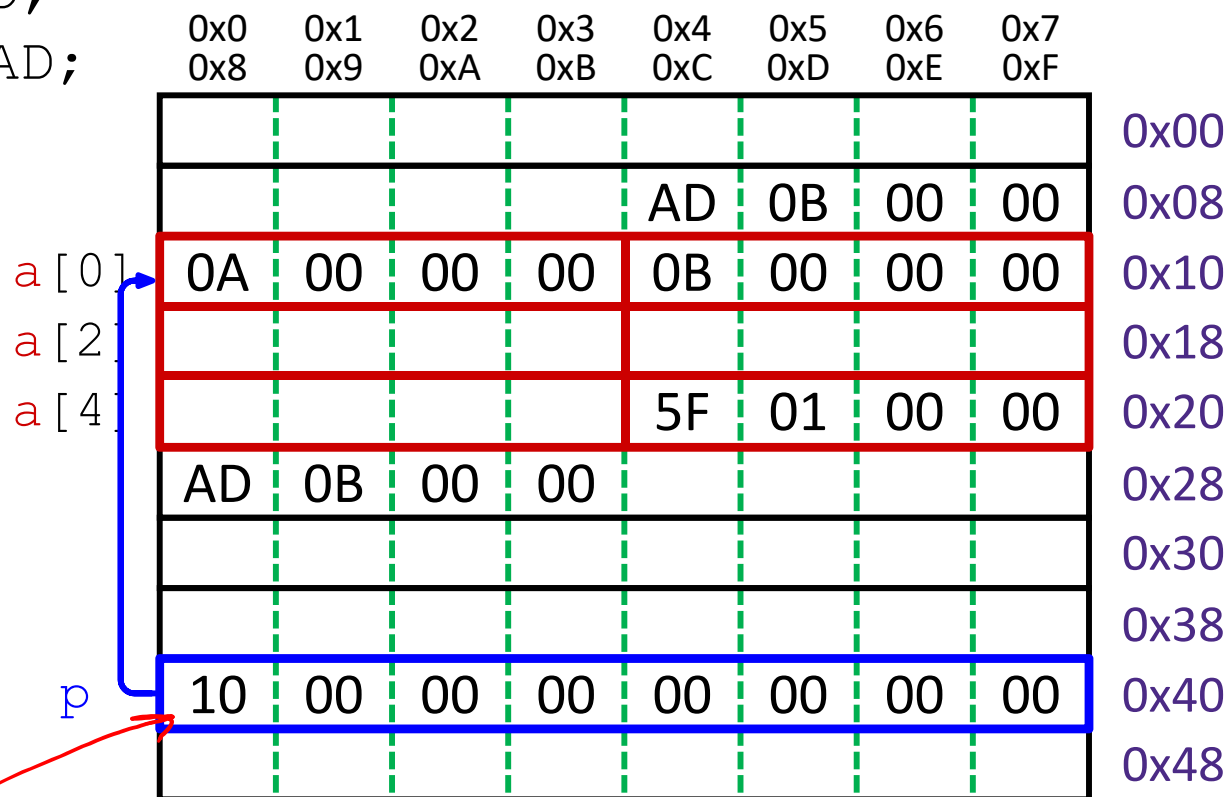 AD;
0x0 0x1 0x2 0x3 0x4 0x5 0x6 0x7
0x8 0x9 0xA 0xB 0xC 0xD 0xE 0xF
0x00
AD 0B 00 00 0x08
a[0] 0A 00 00 00 0B 00 00 00 0x10
a[2] 0x18
a[4] 5F 01 00 00 0x20
AD 0B 00 00 0x28
0x30
0x38
p 10 00 00 00 00 00 00 00 0x40
0x48